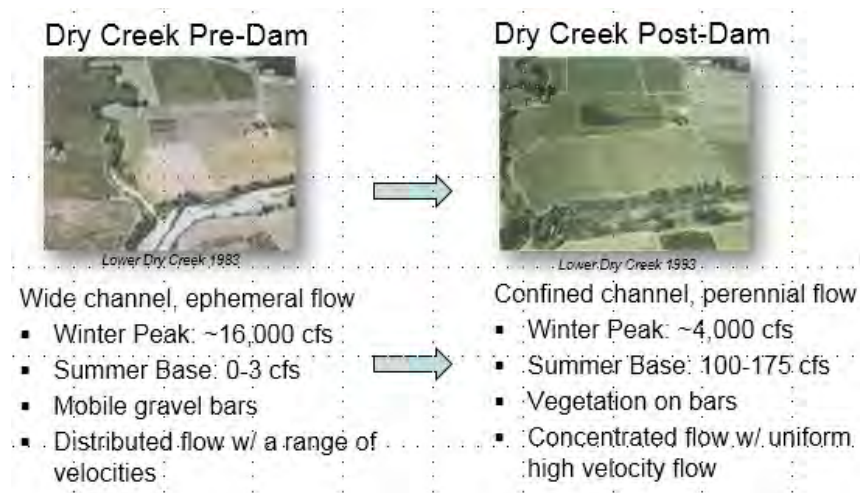 Dry Creek Pre-Dam
Lower Dry Creek 1983
Wide channel, ephemeral flow
▪ Winter Peak: ~16,000 cfs
▪ Summer Base: 0-3 cfs
▪ Mobile gravel bars
▪ Distributed flow w/ a range of
velocities
Dry Creek Post-Dam
Lower Dry Creek 1993
Confined channel, perennial flow
▪ Winter Peak: ~4,000 cfs
▪ Summer Base: 100-175 cfs
▪ Vegetation on bars
▪ Concentrated flow w/ uniform
high velocity flow